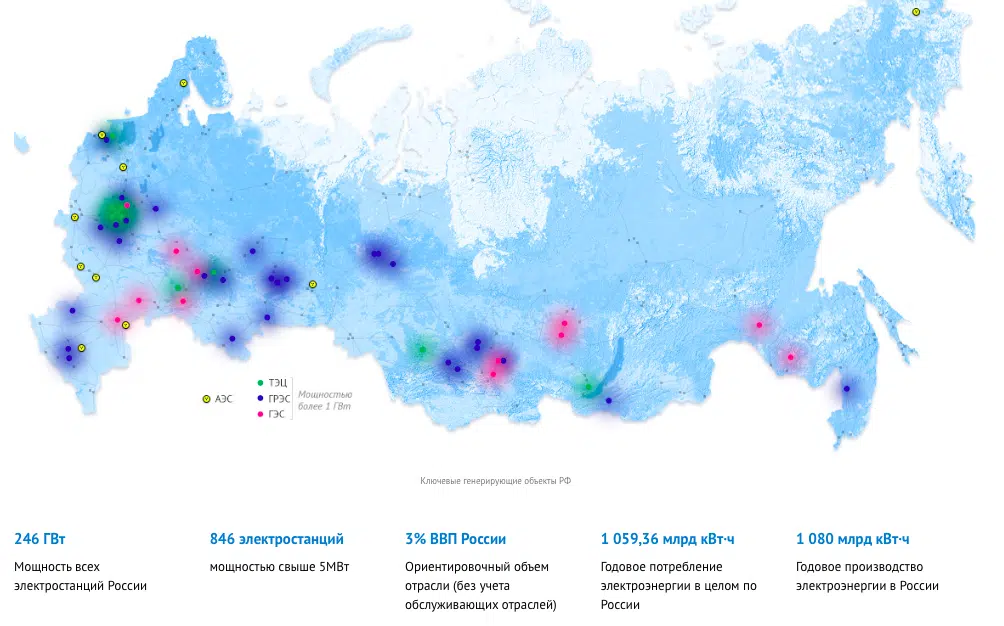 АЭС
ТЭЦ
ГРЭС
ГЭС
Мощностью
более 1 ГВт
Ключевые генерирующие объекты РФ
246 ГВт
Мощность всех
электростанций России
846 электростанций
мощностью свыше 5МВт
3% ВВП России
Ориентировочный объем
отрасли (без учета
обслуживающих отраслей)
1 059,36 млрд кВт·ч
Годовое потребление
электроэнергии в целом по
России
1 080 млрд кВт·ч
Годовое производство
электроэнергии в России